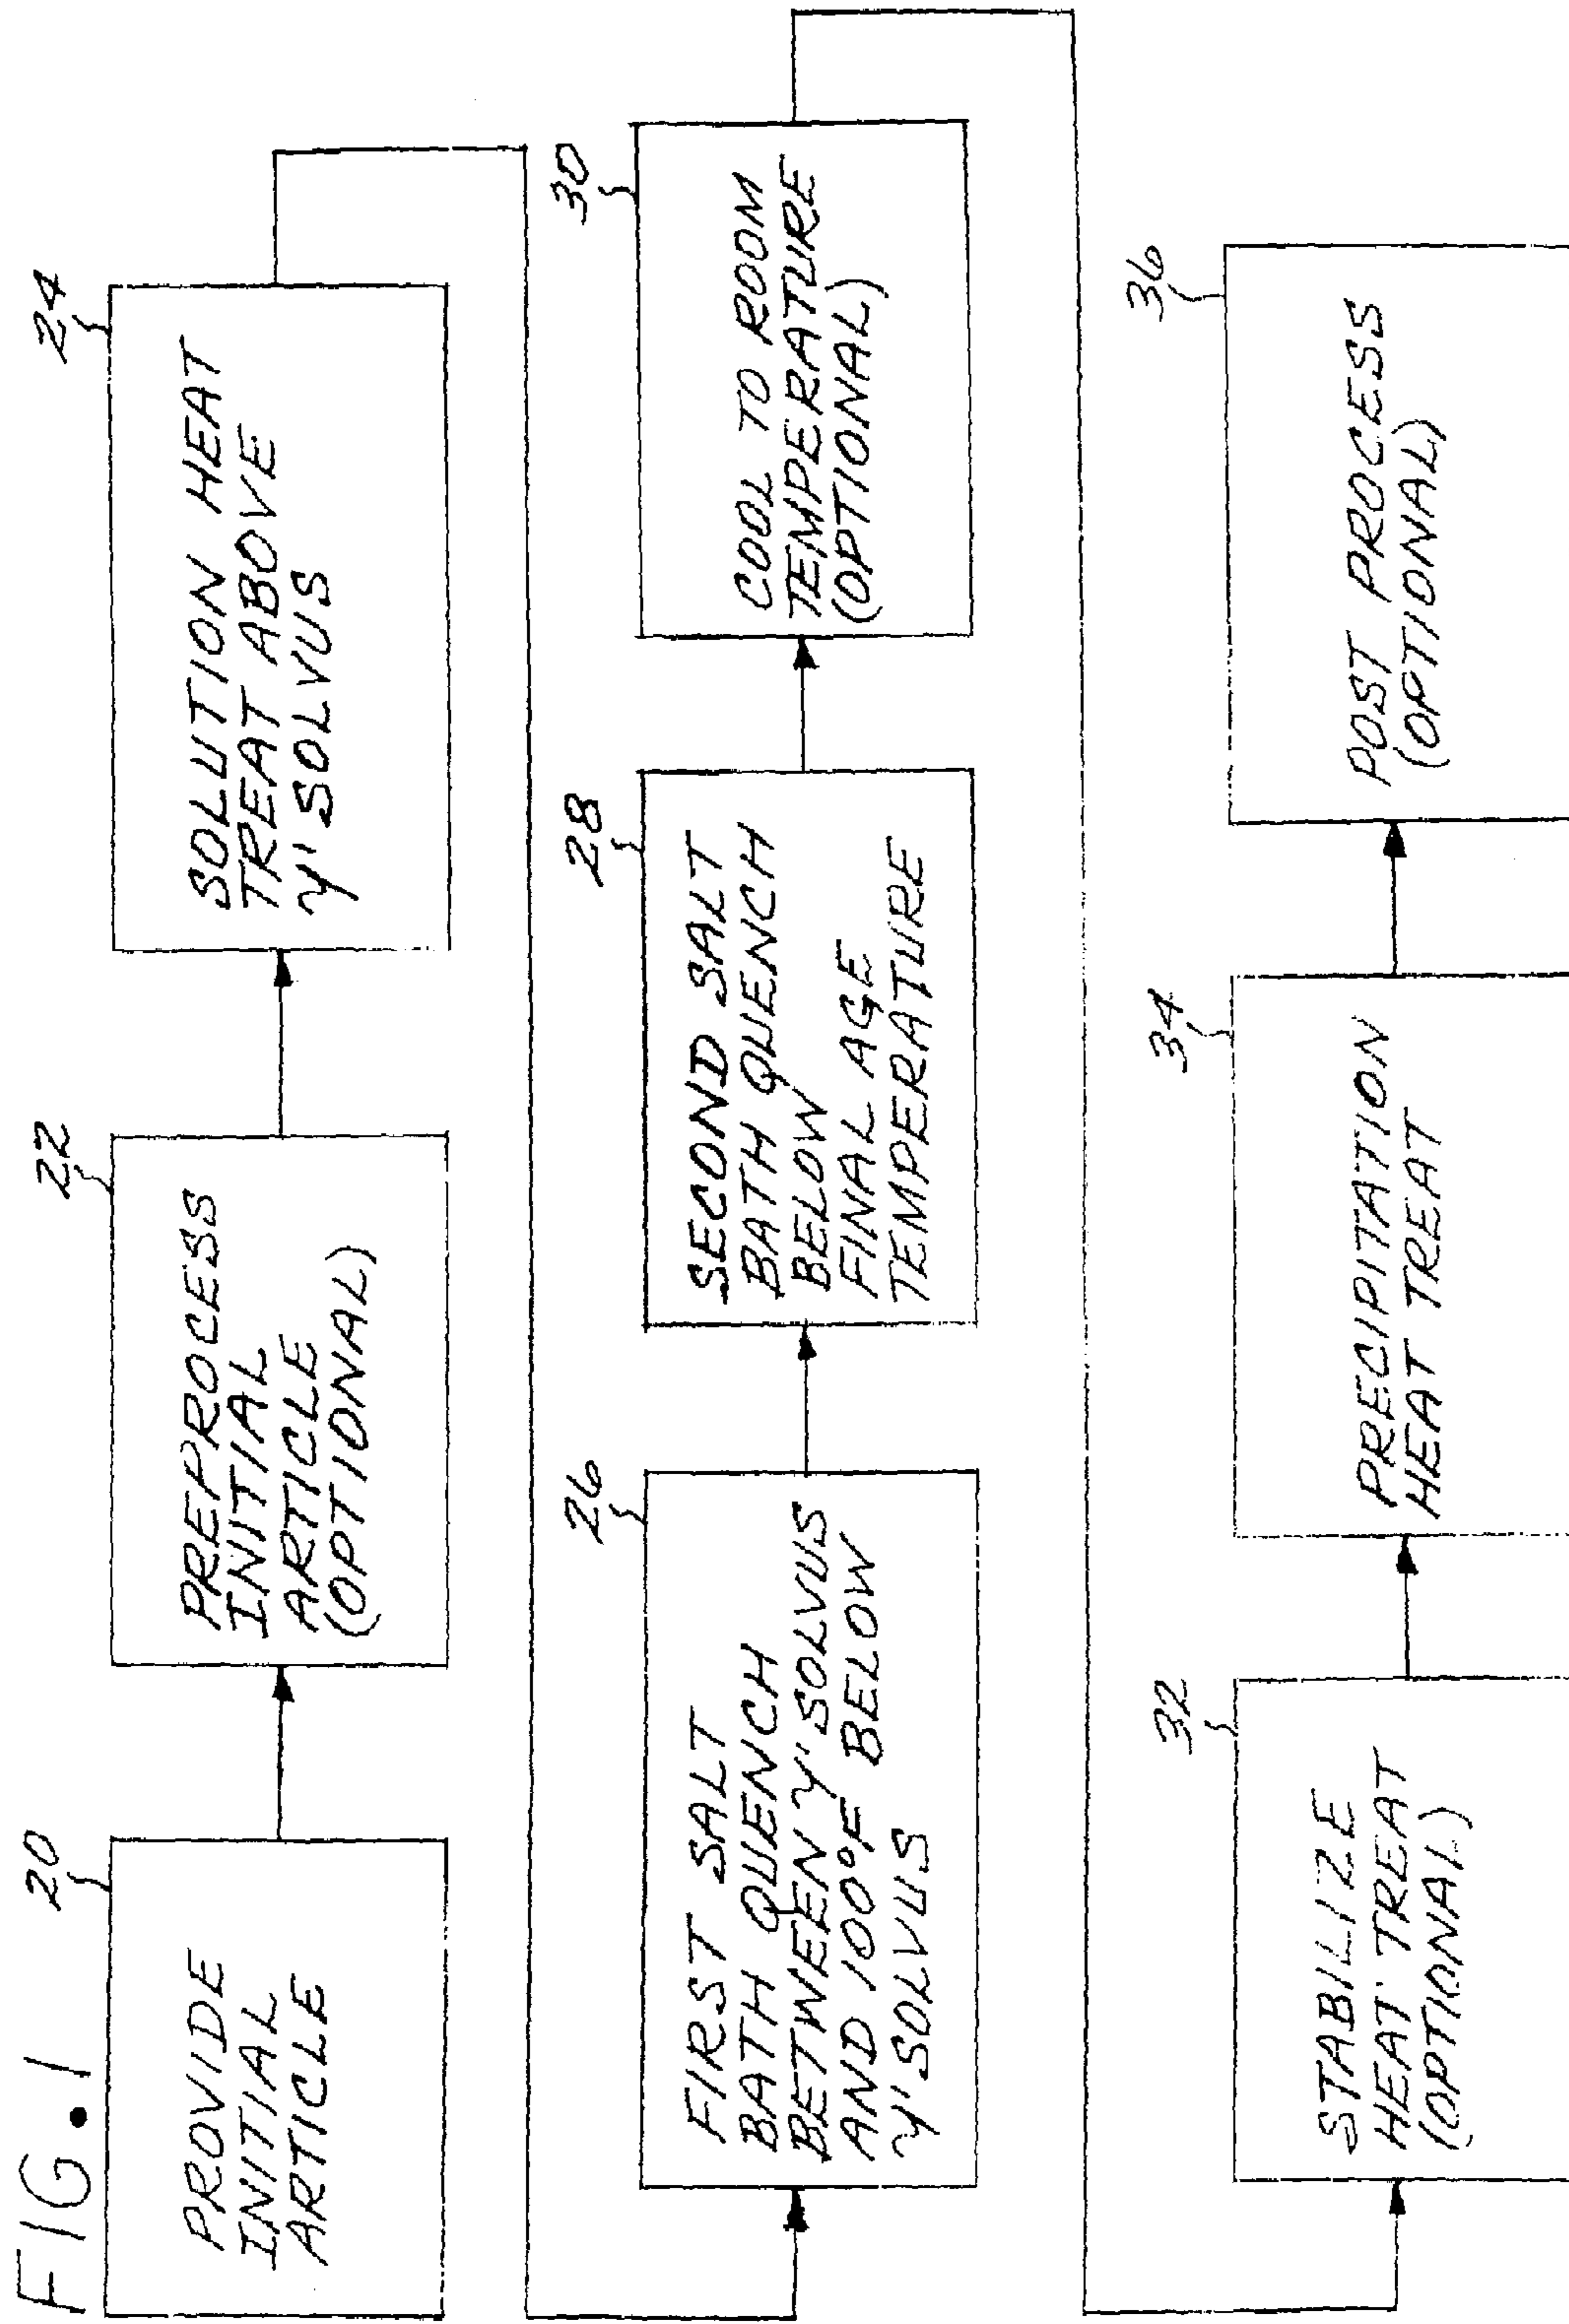 FIG. 1
20
PROVIDE
INITIAL
ARTICLE
22
PREPROCESS
INITIAL
ARTICLE
(OPTIONAL)
24
SOLUTION HEAT
TREAT ABOVE
γ' SOLVUS
26
FIRST SALT
BATH QUENCH
BETWEEN γ' SOLVUS
AND 100°F BELOW
γ' SOLVUS
28
SECOND SALT
BATH QUENCH
BELOW
FINAL AGE
TEMPERATURE
30
COOL TO ROOM
TEMPERATURE
(OPTIONAL)
32
STABILIZE
HEAT TREAT
(OPTIONAL)
34
PRECIPITATION
HEAT TREAT
36
POST PROCESS
(OPTIONAL)